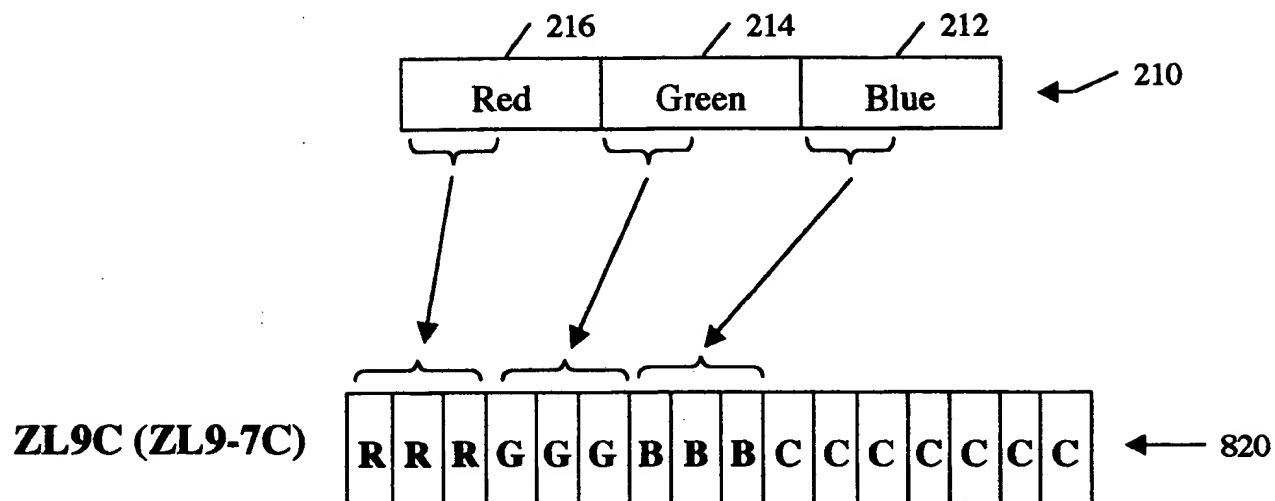 216 214 212
Red Green Blue 210
ZL9C (ZL9-7C) R R R G G G B B B C C C C C C C 820